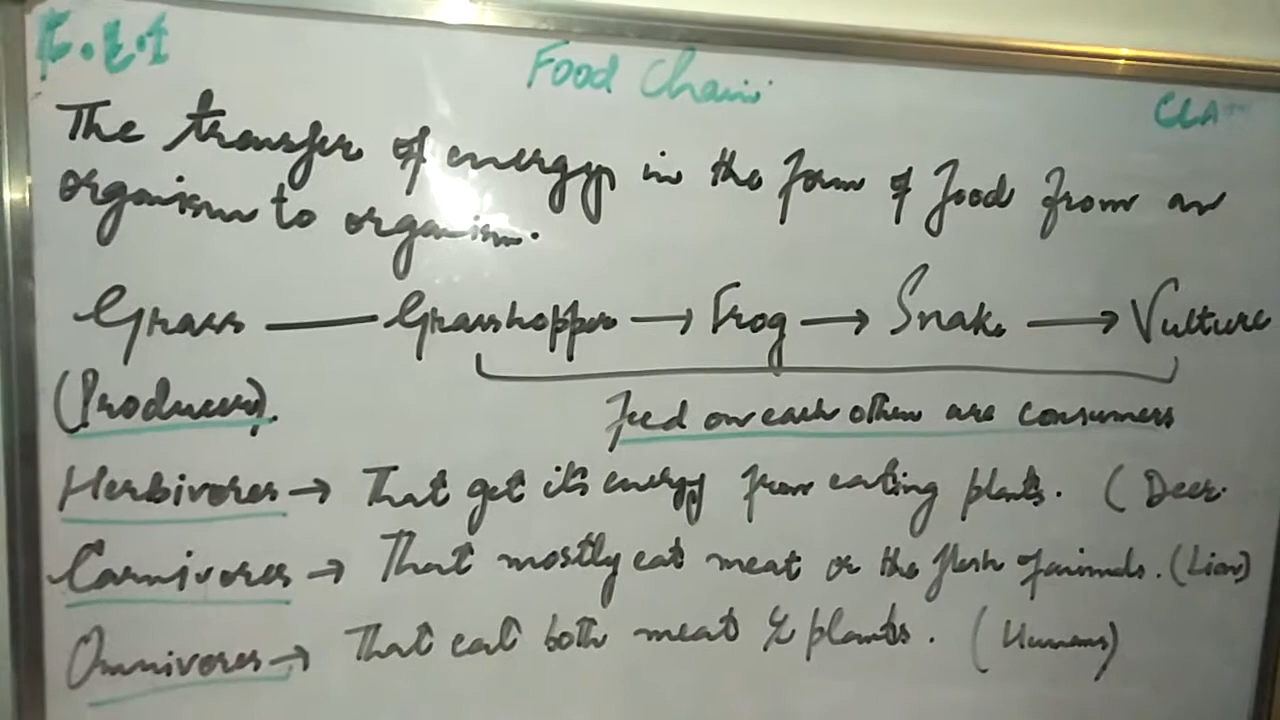 Food Chain
The transfer of energy in the form of food from an
organism to organism.
Grass — Grasshopper → Frog → Snake → Vulture
(Producers).
Feed on each other are consumers
Herbivores → That get it's energy from eating plants. (Deer.
Carnivores → That mostly eat meat or the flesh of animals. (Lion)
Omnivores → That eat both meat & plants. (Humans)